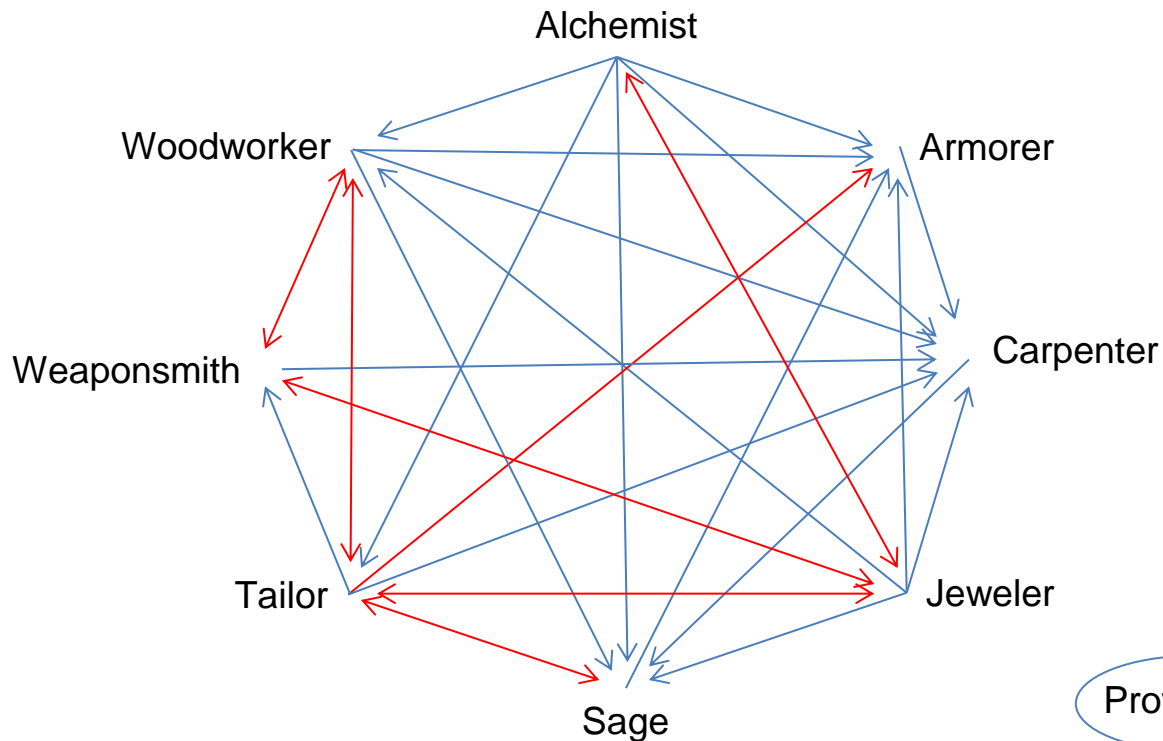 Alchemist
Woodworker
Armorer
Weaponsmith
Carpenter
Tailor
Jeweler
Sage